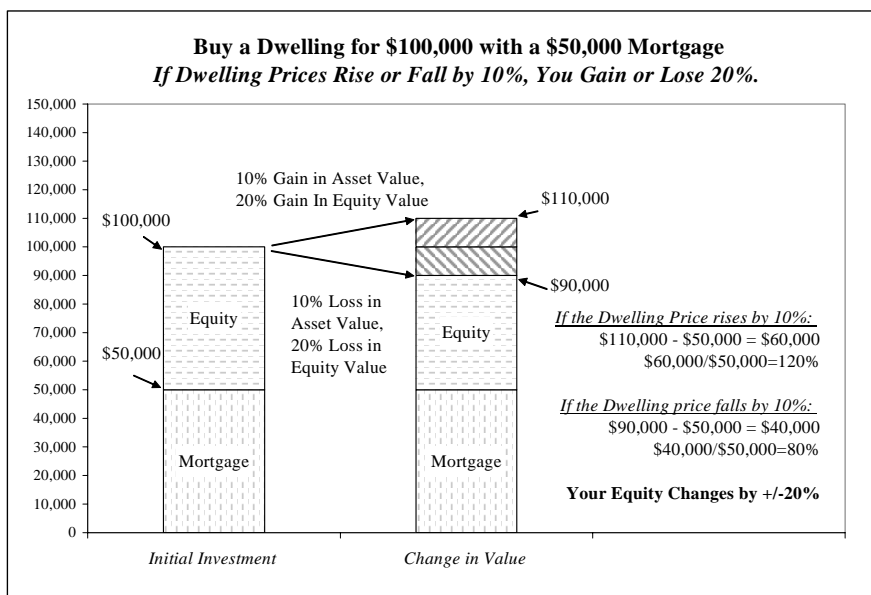 Buy a Dwelling for $100,000 with a $50,000 Mortgage
If Dwelling Prices Rise or Fall by 10%, You Gain or Lose 20%.
150,000
140,000
130,000
120,000
110,000
100,000
90,000
80,000
70,000
60,000
50,000
40,000
30,000
20,000
10,000
0
$100,000
$50,000
Equity
Mortgage
10% Gain in Asset Value,
20% Gain In Equity Value
10% Loss in
Asset Value,
20% Loss in
Equity Value
$110,000
$90,000
Equity
Mortgage
If the Dwelling Price rises by 10%:
$110,000 - $50,000 = $60,000
$60,000/$50,000=120%
If the Dwelling price falls by 10%:
$90,000 - $50,000 = $40,000
$40,000/$50,000=80%
Your Equity Changes by +/-20%
Initial Investment
Change in Value